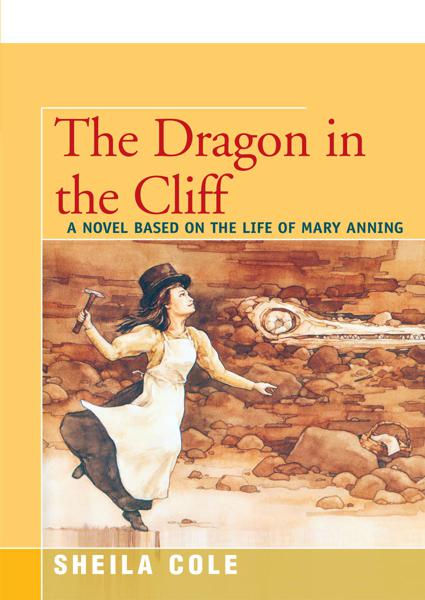 The Dragon in
the Cliff
A NOVEL BASED ON THE LIFE OF MARY ANNING
SHEILA COLE